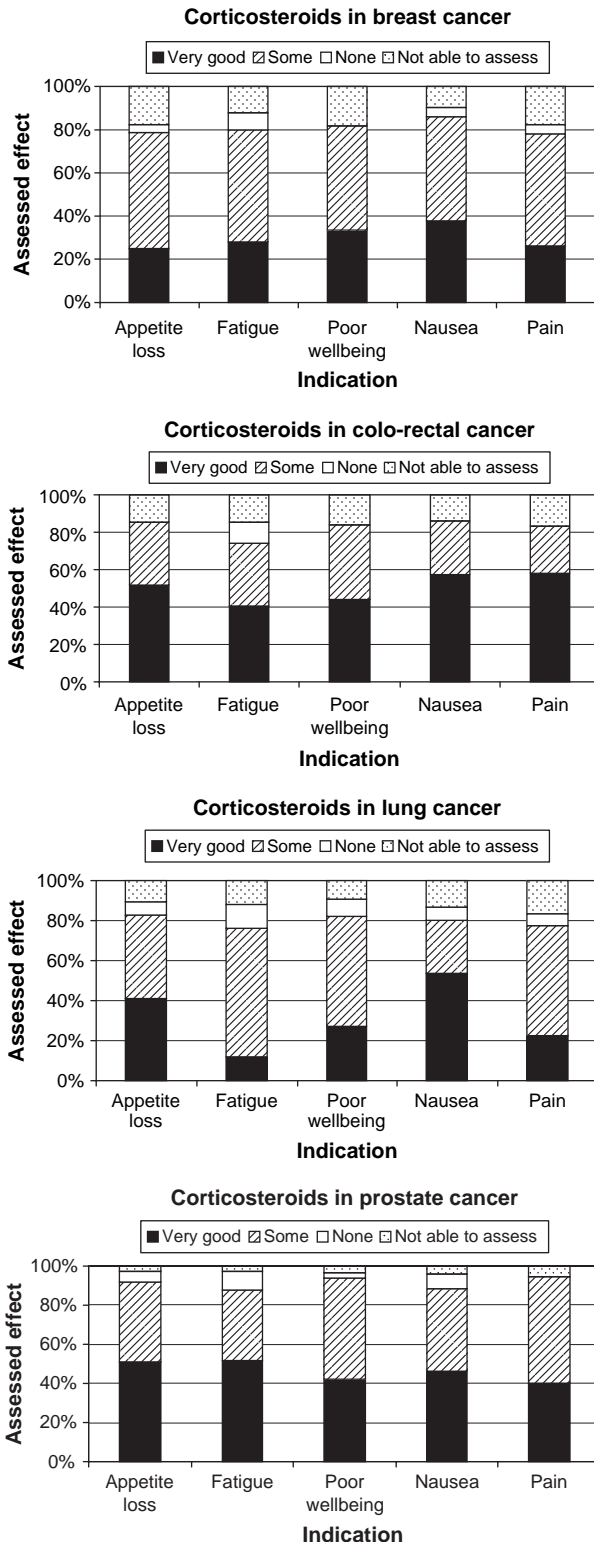 Corticosteroids in breast cancer
Very good Some None Not able to assess
100%
80%
60%
40%
20%
0%
Assessed effect
Appetite loss
Fatigue
Poor wellbeing
Nausea
Pain
Indication
Corticosteroids in colo-rectal cancer
Very good Some None Not able to assess
100%
80%
60%
40%
20%
0%
Assessed effect
Appetite loss
Fatigue
Poor wellbeing
Nausea
Pain
Indication
Corticosteroids in lung cancer
Very good Some None Not able to assess
100%
80%
60%
40%
20%
0%
Assessed effect
Appetite loss
Fatigue
Poor wellbeing
Nausea
Pain
Indication
Corticosteroids in prostate cancer
Very good Some None Not able to assess
100%
80%
60%
40%
20%
0%
Assessed effect
Appetite loss
Fatigue
Poor wellbeing
Nausea
Pain
Indication